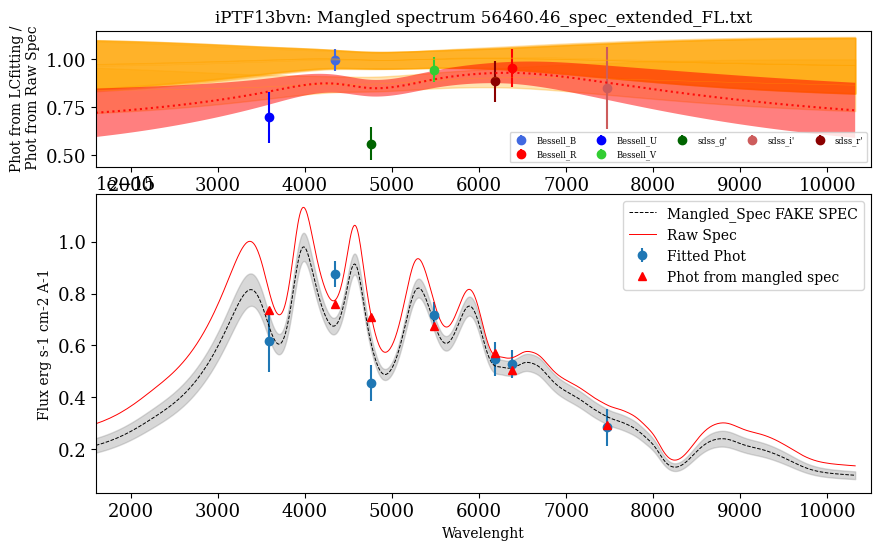 iPTF13bvn: Mangled spectrum 56460.46_spec_extended_FL.txt
Phot from LCfitting /
Phot from Raw Spec
1.00
0.75
0.50
Bessell_B
Bessell_U
sdss_g'
sdss_i'
sdss_r'
Bessell_R
Bessell_V
2000 3000 4000 5000 6000 7000 8000 9000 10000
1e−15
Flux erg s-1 cm-2 A-1
1.0
0.8
0.6
0.4
0.2
Mangled_Spec FAKE SPEC
Raw Spec
Fitted Phot
Phot from mangled spec
2000 3000 4000 5000 6000 7000 8000 9000 10000
Wavelenght